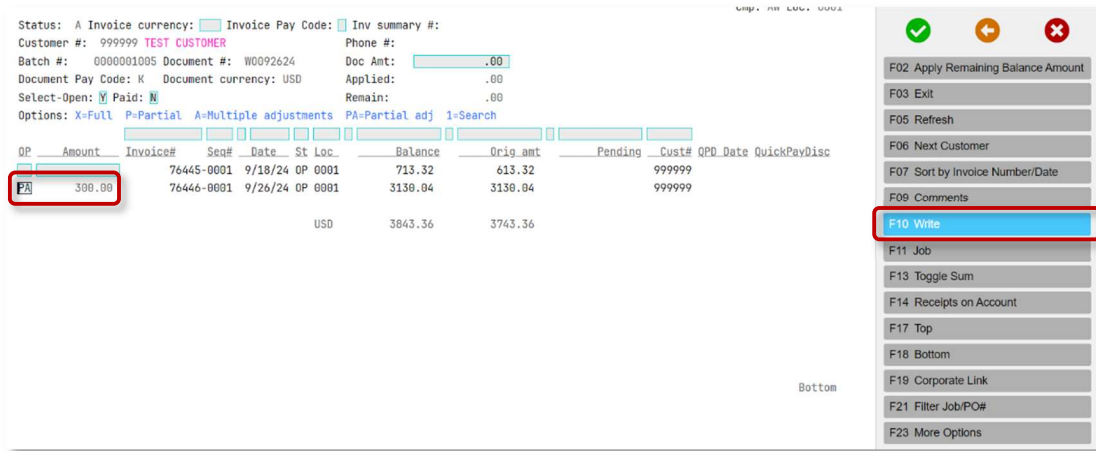 Cmp: AW Loc: 0001
Status: A Invoice currency: Invoice Pay Code: Inv summary #:
Customer #: 999999 TEST CUSTOMER Phone #:
Batch #: 0000001005 Document #: W0092624 Doc Amt: .00
Document Pay Code: K Document currency: USD Applied: .00
Select-Open: Y Paid: N Remain: .00
Options: X=Full P=Partial A=Multiple adjustments PA=Partial adj 1=Search
OP Amount Invoice# Seq# Date St Loc Balance Orig amt Pending Cust# QPD Date QuickPayDisc
76445-0001 9/18/24 OP 0001 713.32 613.32 999999
PA 300.00 76446-0001 9/26/24 OP 0001 3130.04 3130.04 999999
USD 3843.36 3743.36
Bottom
F02 Apply Remaining Balance Amount
F03 Exit
F05 Refresh
F06 Next Customer
F07 Sort by Invoice Number/Date
F09 Comments
F10 Write
F11 Job
F13 Toggle Sum
F14 Receipts on Account
F17 Top
F18 Bottom
F19 Corporate Link
F21 Filter Job/PO#
F23 More Options